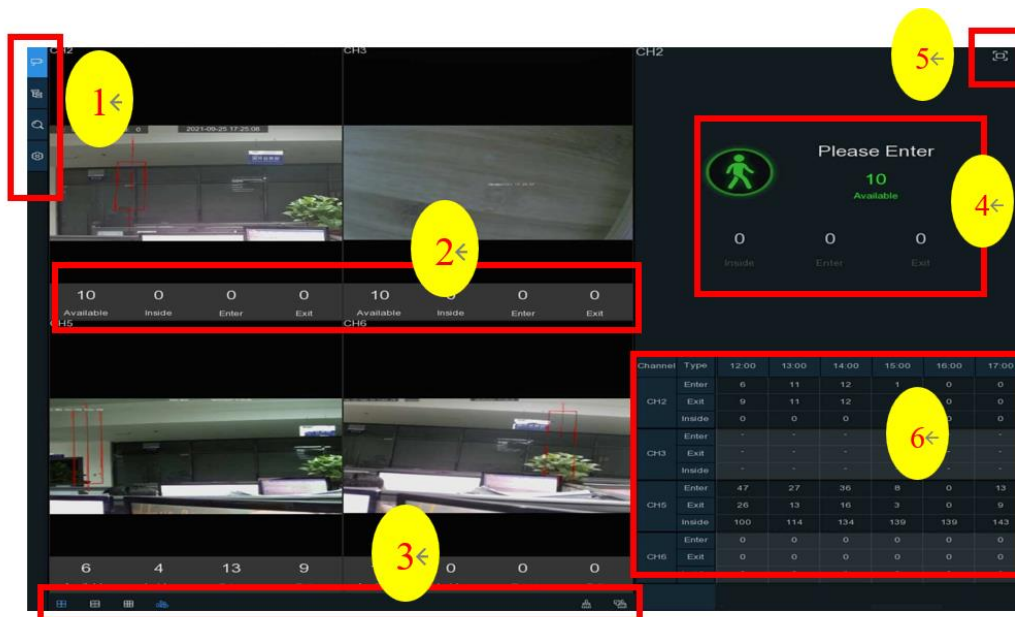 CH2
CH3
CH2
5
1
2021-09-25 17:25:08
Please Enter
10
Available
4
0 0 0
Inside Enter Exit
2
10 0 0 0 10 0 0
Available Inside Enter Exit Available Inside Enter Exit
CH5 CH6
Channel Type 12:00 13:00 14:00 15:00 16:00 17:00
Enter 6 11 12 1 0 0
CH2 Exit 9 11 12 0 0
Inside 0 0 0 0 0
Enter - - - -
CH3 Exit - - - - -
Inside - - - - -
6
Enter 47 27 36 8 0 13
CH5 Exit 26 13 16 3 0 9
Inside 100 114 134 139 139 143
Enter 0 0 0 0 0 0
CH6 Exit 0 0 0 0 0 0
3
6 4 13 9 0 0 0